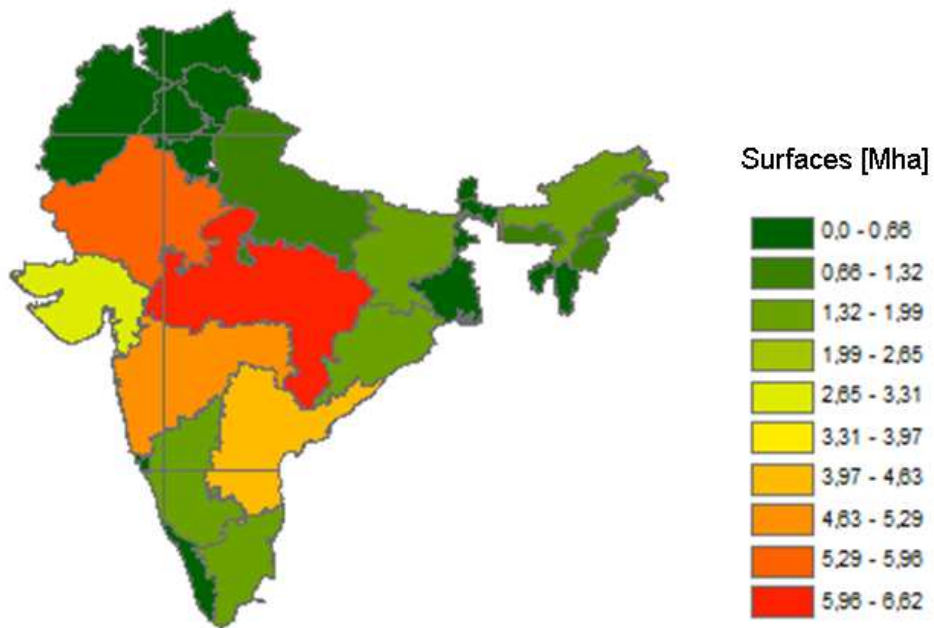 Surfaces [Mha]
0,0 - 0,66
0,66 - 1,32
1,32 - 1,99
1,99 - 2,65
2,65 - 3,31
3,31 - 3,97
3,97 - 4,63
4,63 - 5,29
5,29 - 5,96
5,96 - 6,62